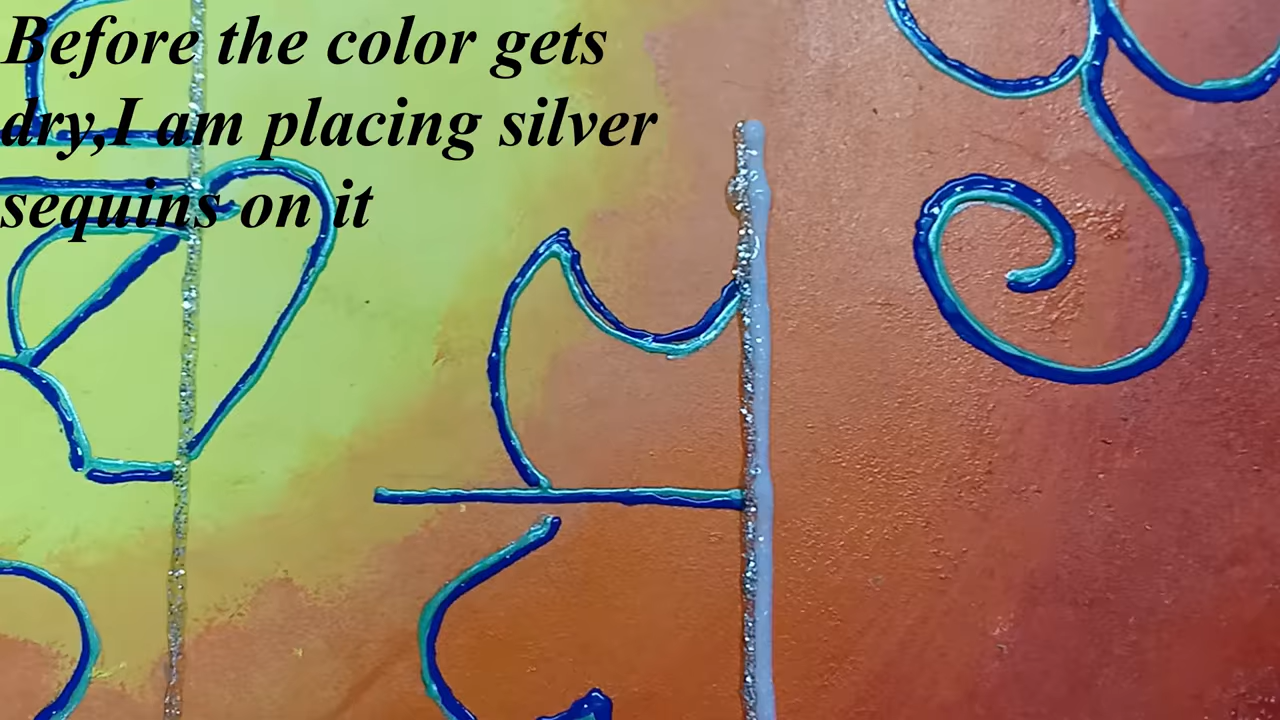 Before the color gets
dry,I am placing silver
sequins on it